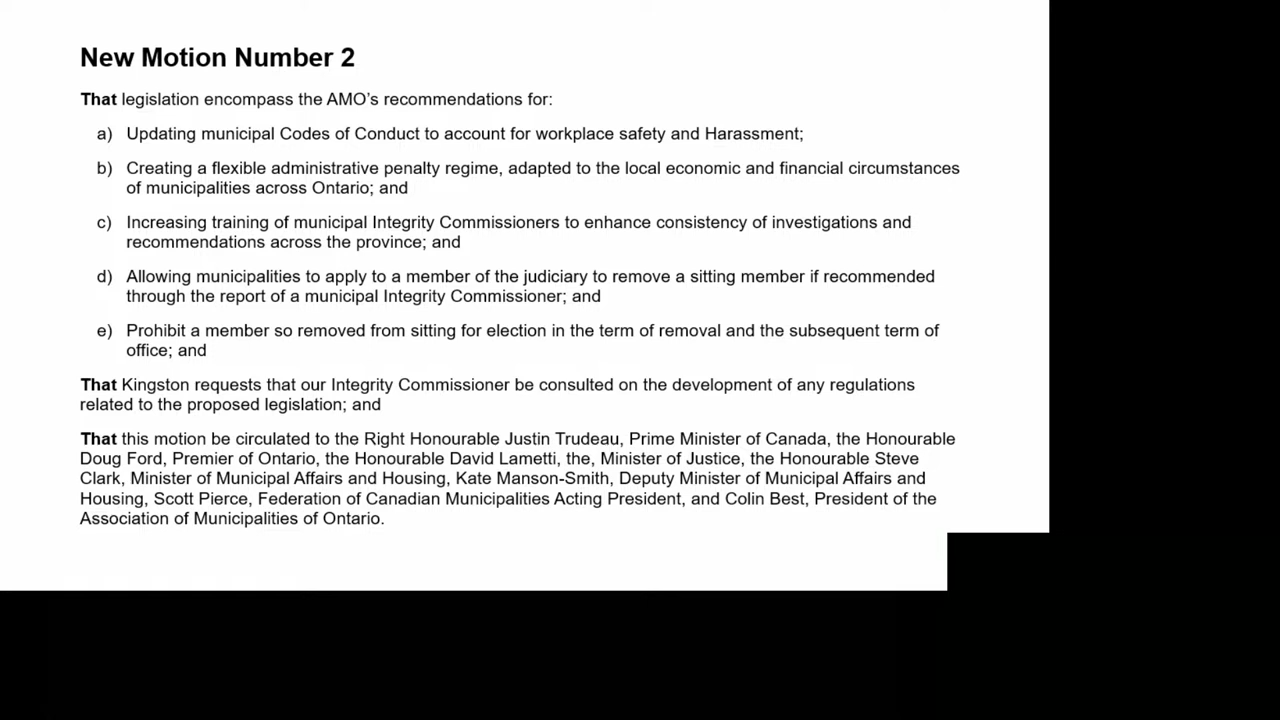 New Motion Number 2
That legislation encompass the AMO’s recommendations for:
a) Updating municipal Codes of Conduct to account for workplace safety and Harassment;
b) Creating a flexible administrative penalty regime, adapted to the local economic and financial circumstances
of municipalities across Ontario; and
c) Increasing training of municipal Integrity Commissioners to enhance consistency of investigations and
recommendations across the province; and
d) Allowing municipalities to apply to a member of the judiciary to remove a sitting member if recommended
through the report of a municipal Integrity Commissioner; and
e) Prohibit a member so removed from sitting for election in the term of removal and the subsequent term of
office; and
That Kingston requests that our Integrity Commissioner be consulted on the development of any regulations
related to the proposed legislation; and
That this motion be circulated to the Right Honourable Justin Trudeau, Prime Minister of Canada, the Honourable
Doug Ford, Premier of Ontario, the Honourable David Lametti, the, Minister of Justice, the Honourable Steve
Clark, Minister of Municipal Affairs and Housing, Kate Manson-Smith, Deputy Minister of Municipal Affairs and
Housing, Scott Pierce, Federation of Canadian Municipalities Acting President, and Colin Best, President of the
Association of Municipalities of Ontario.